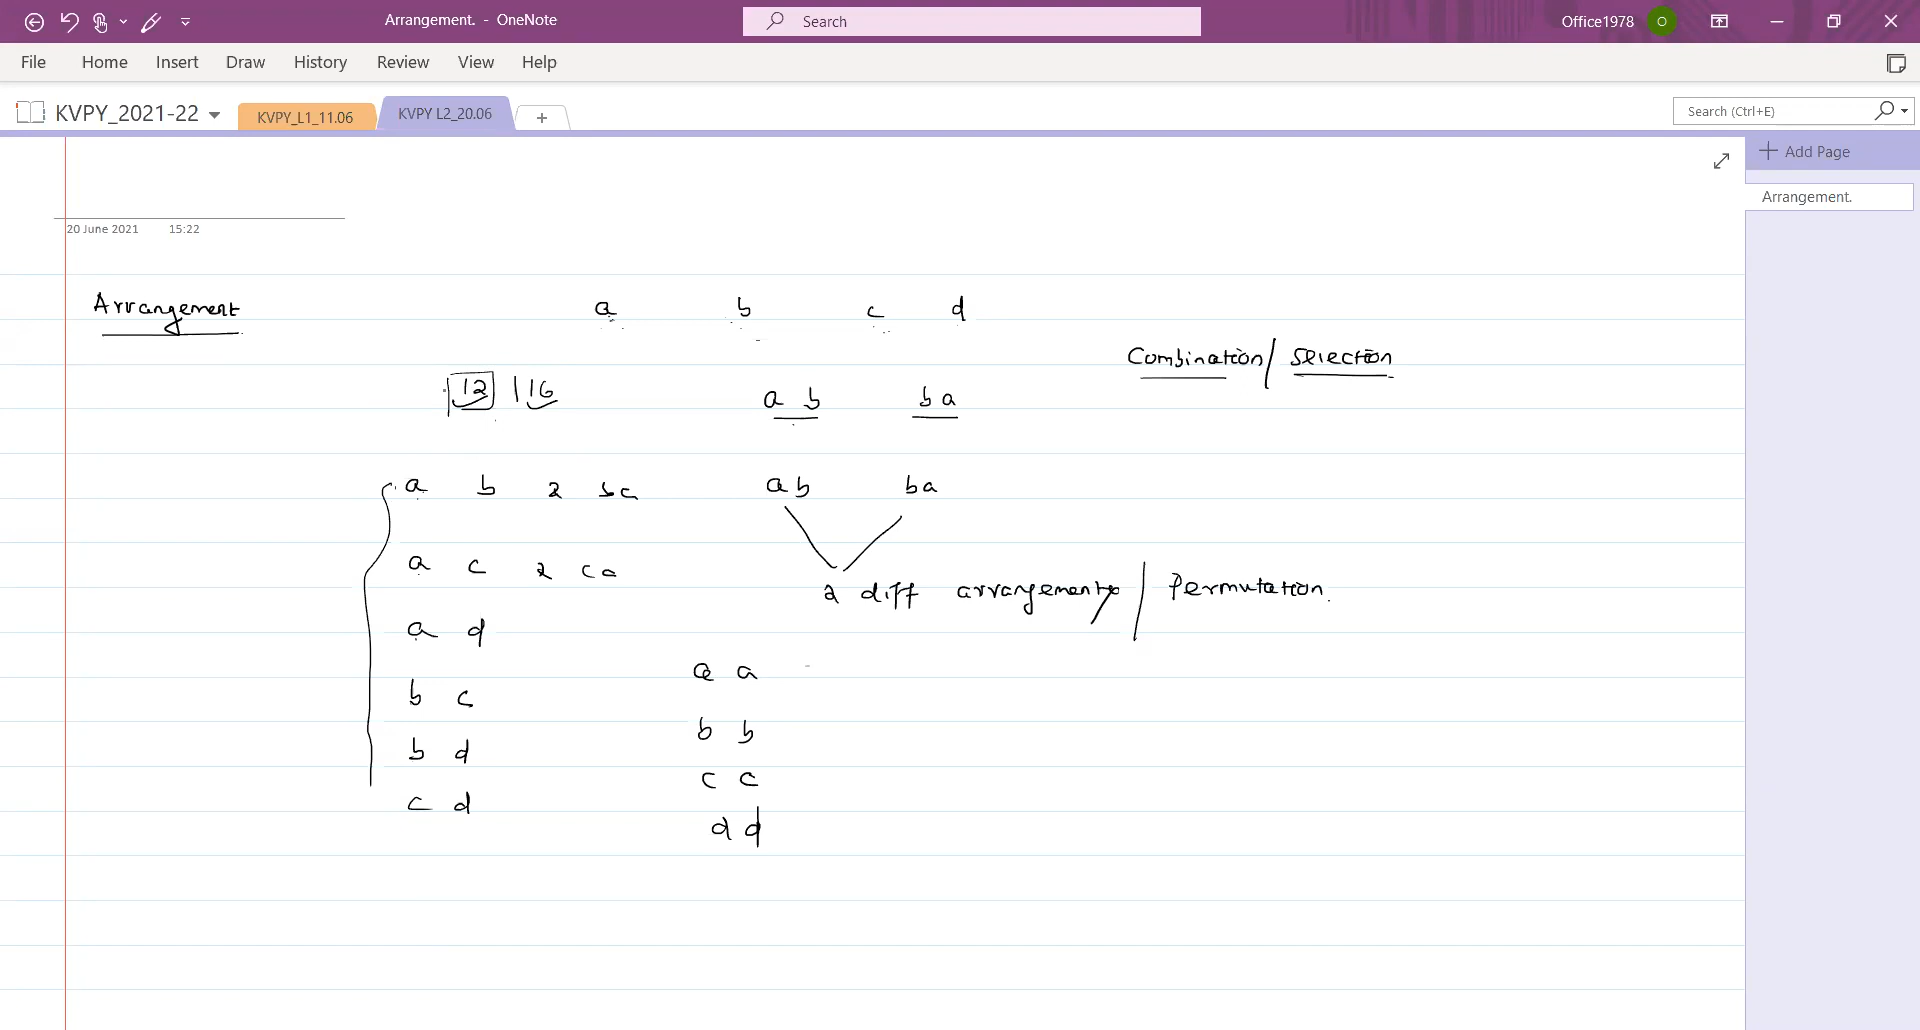 Arrangement. - OneNote
Search
Office1978
O
File Home Insert Draw History Review View Help
KVPY_2021-22
KVPY_L1_11.06
KVPY L2_20.06
+
Search (Ctrl+E)
Add Page
Arrangement.
20 June 2021 15:22
Arrangement a b c d
Combination / Selection
12 | 16 a b b a
a b 2 ba a b b a
a c 2 ca
2 diff arrangements / permutation.
a d
a a
b c
b b
b d
c c
c d
d d